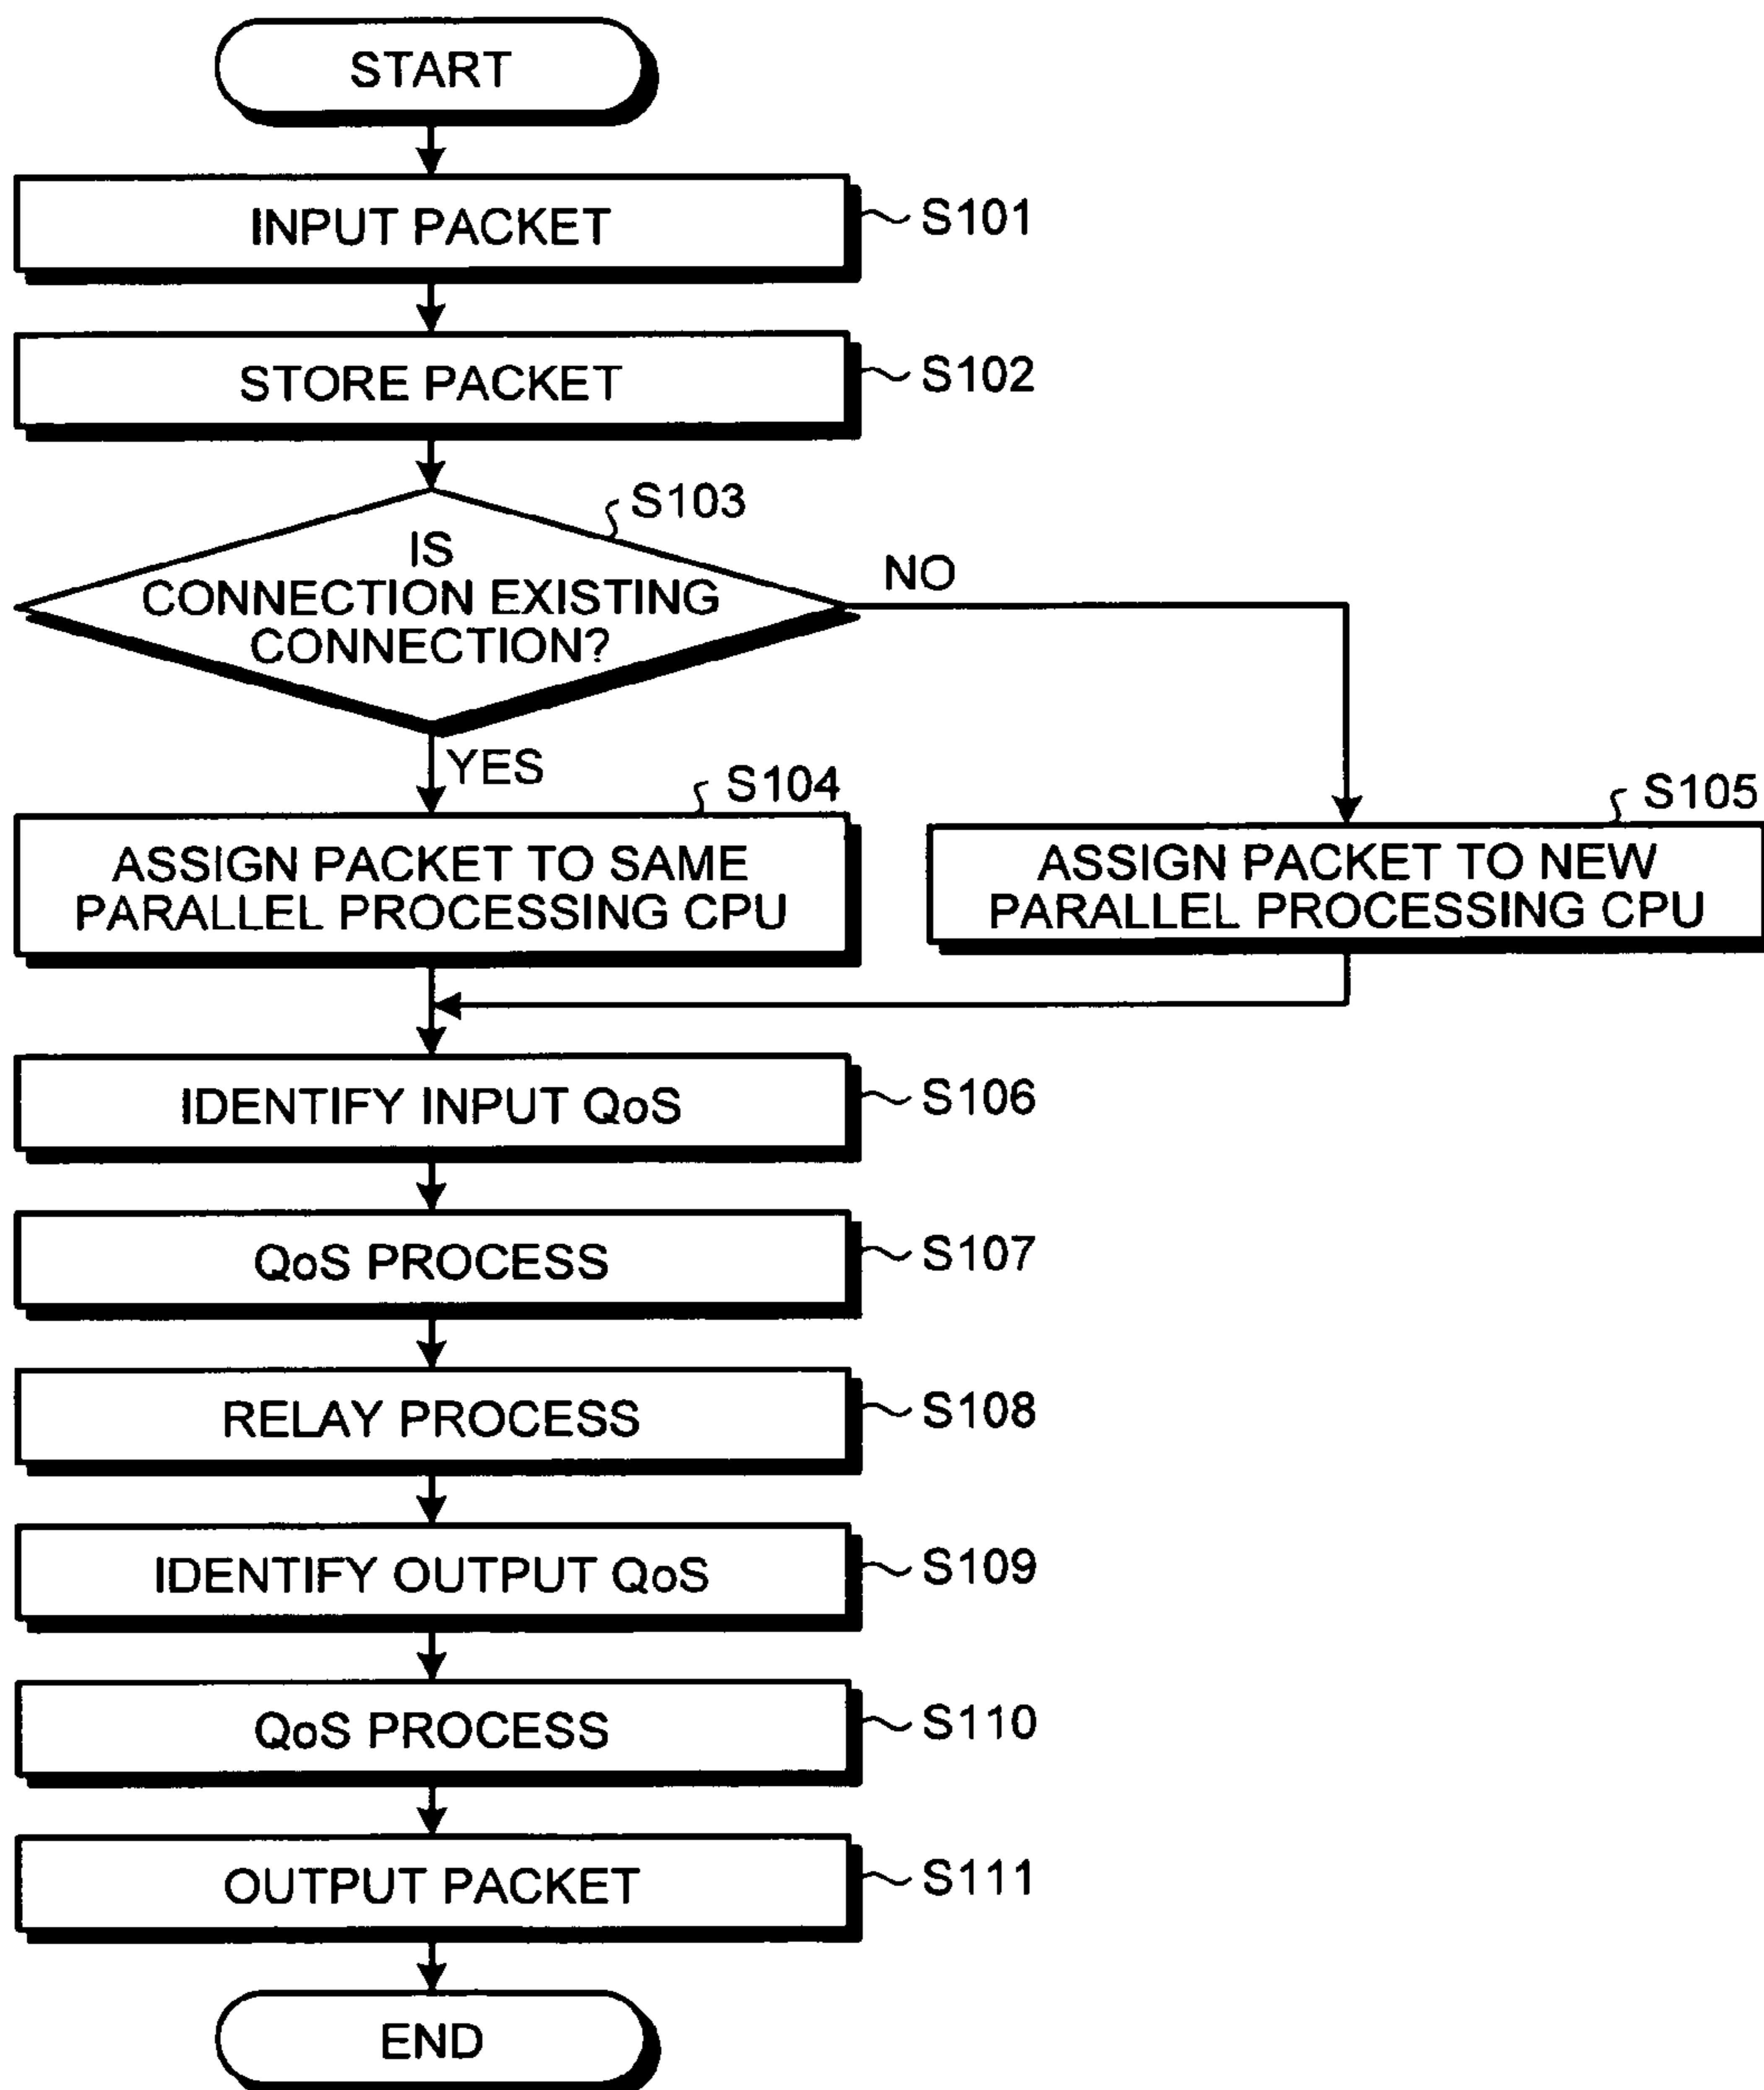 START
INPUT PACKET
S101
STORE PACKET
S102
S103
IS
CONNECTION EXISTING
CONNECTION?
NO
YES
S104
ASSIGN PACKET TO SAME
PARALLEL PROCESSING CPU
S105
ASSIGN PACKET TO NEW
PARALLEL PROCESSING CPU
IDENTIFY INPUT QoS
S106
QoS PROCESS
S107
RELAY PROCESS
S108
IDENTIFY OUTPUT QoS
S109
QoS PROCESS
S110
OUTPUT PACKET
S111
END